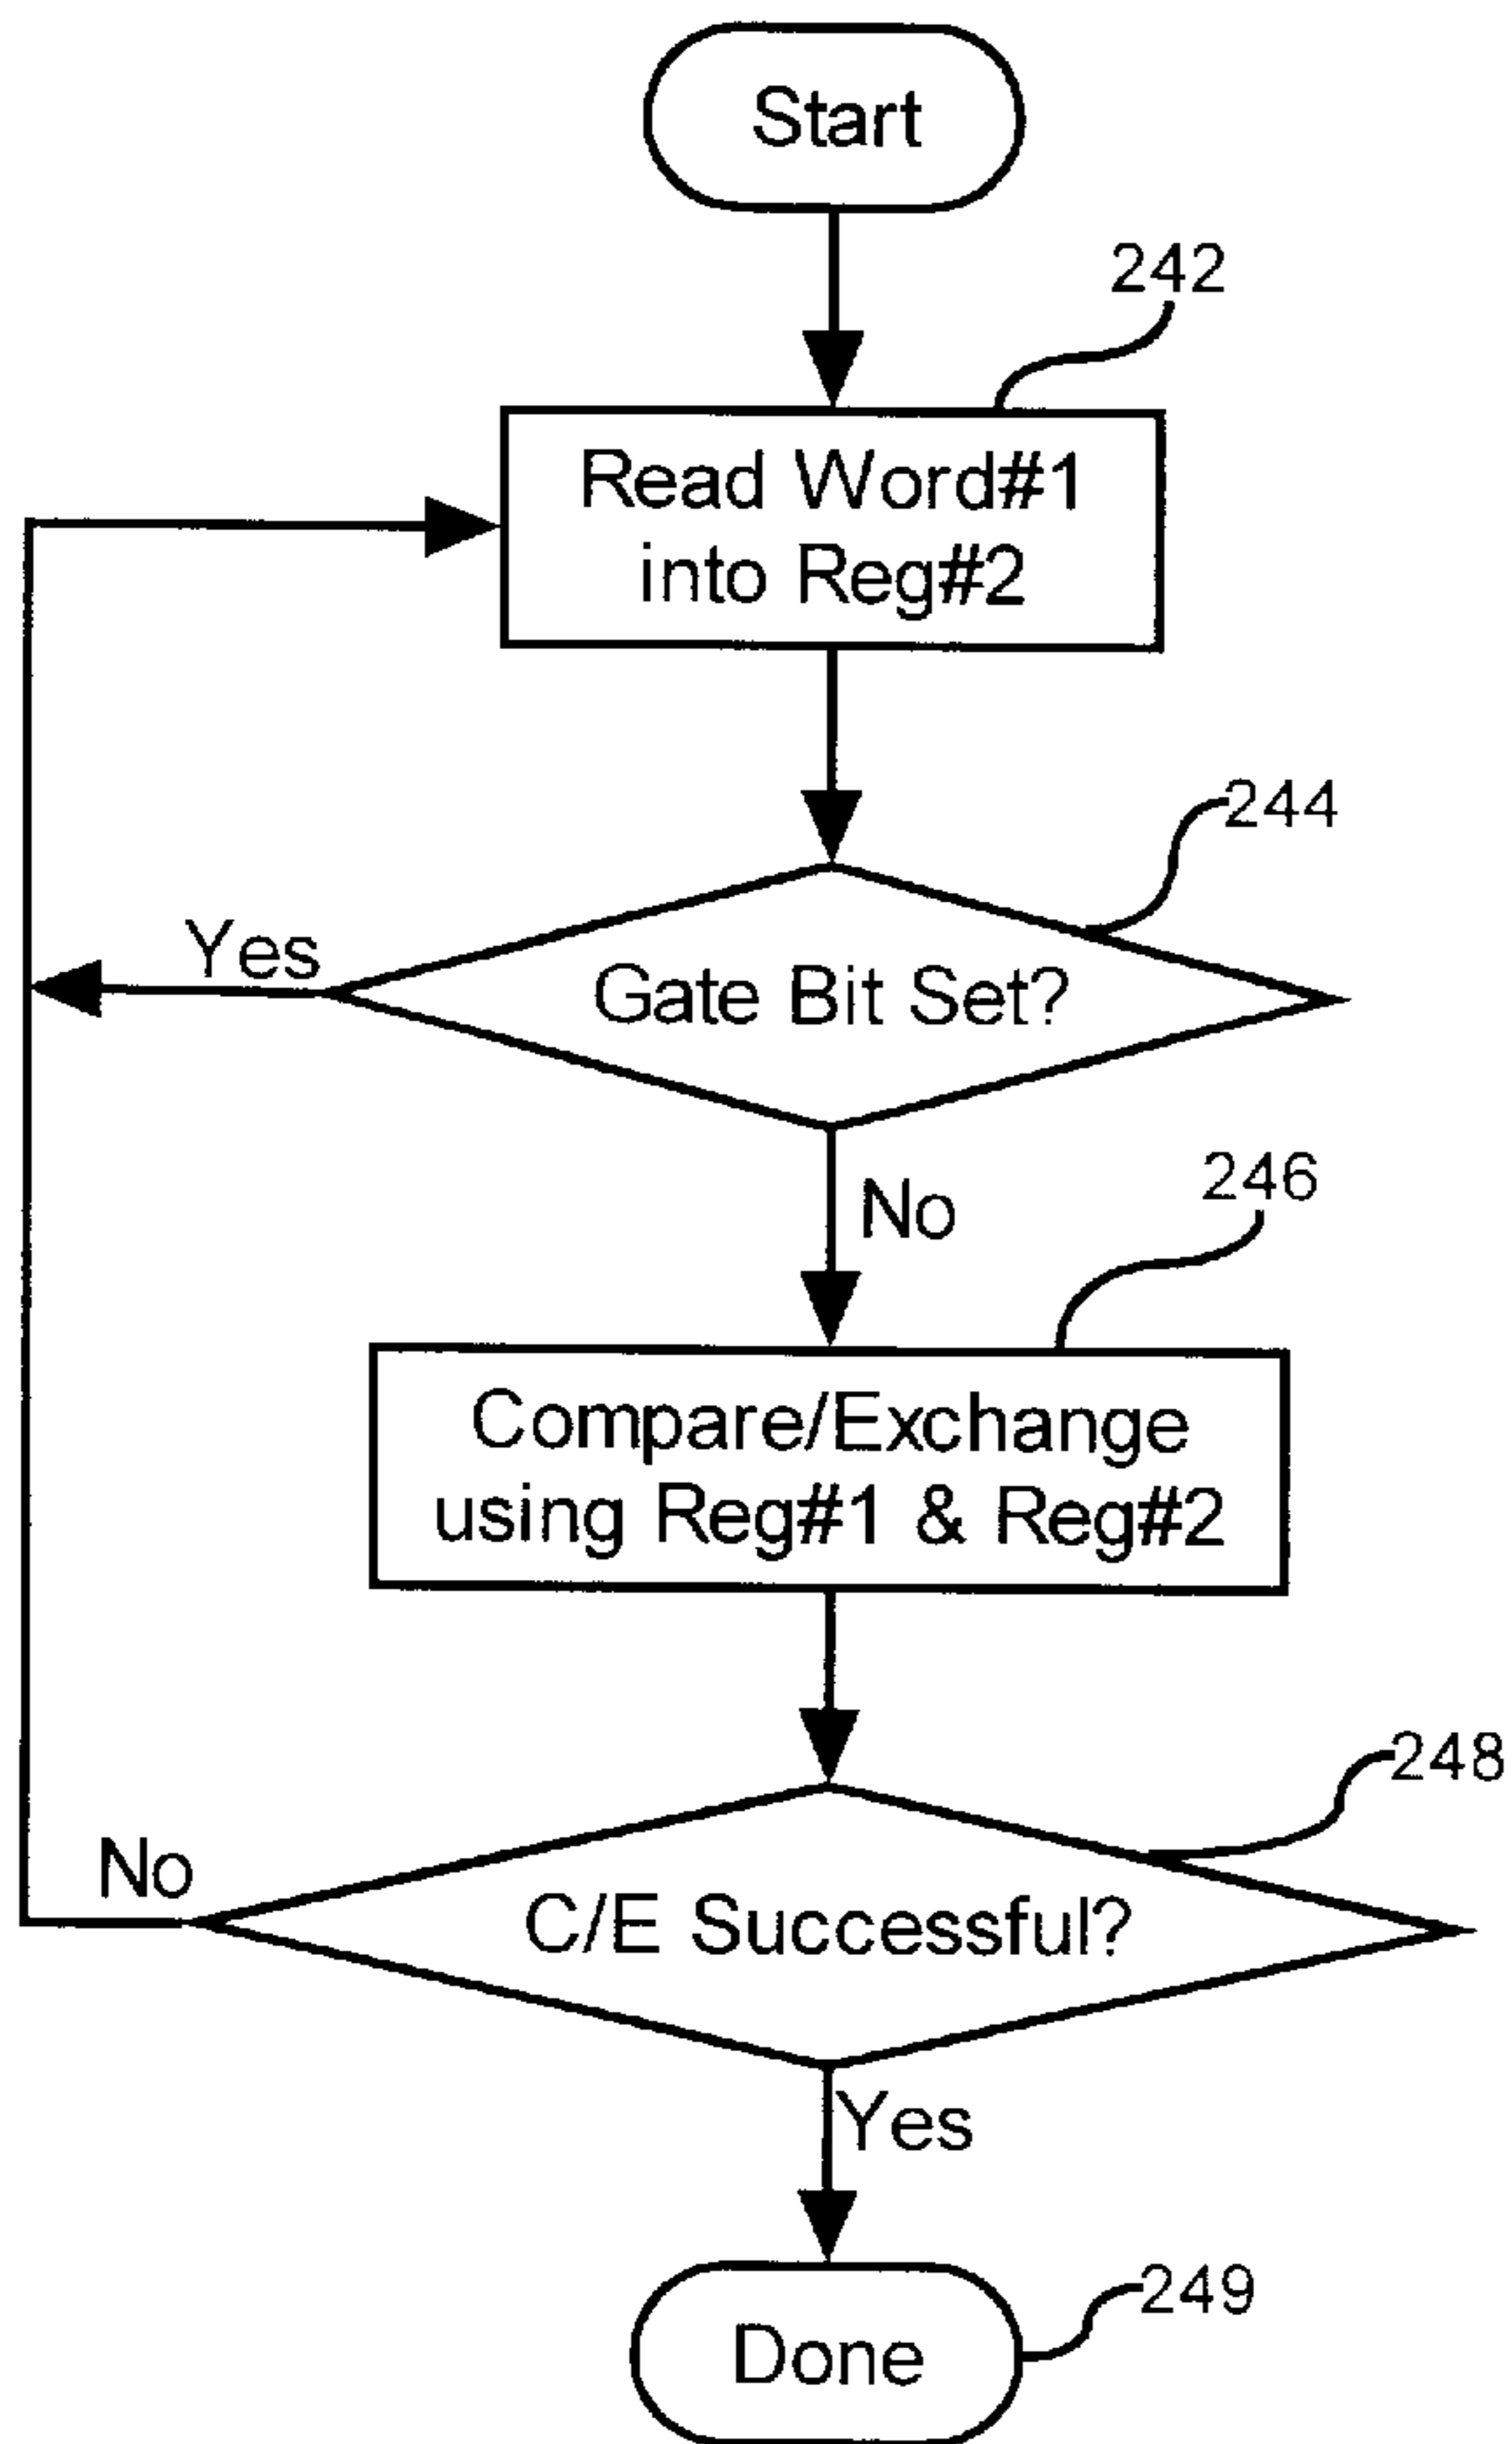 Start
242
Read Word#1
into Reg#2
244
Yes
Gate Bit Set?
No
246
Compare/Exchange
using Reg#1 & Reg#2
248
No
C/E Successful?
Yes
249
Done